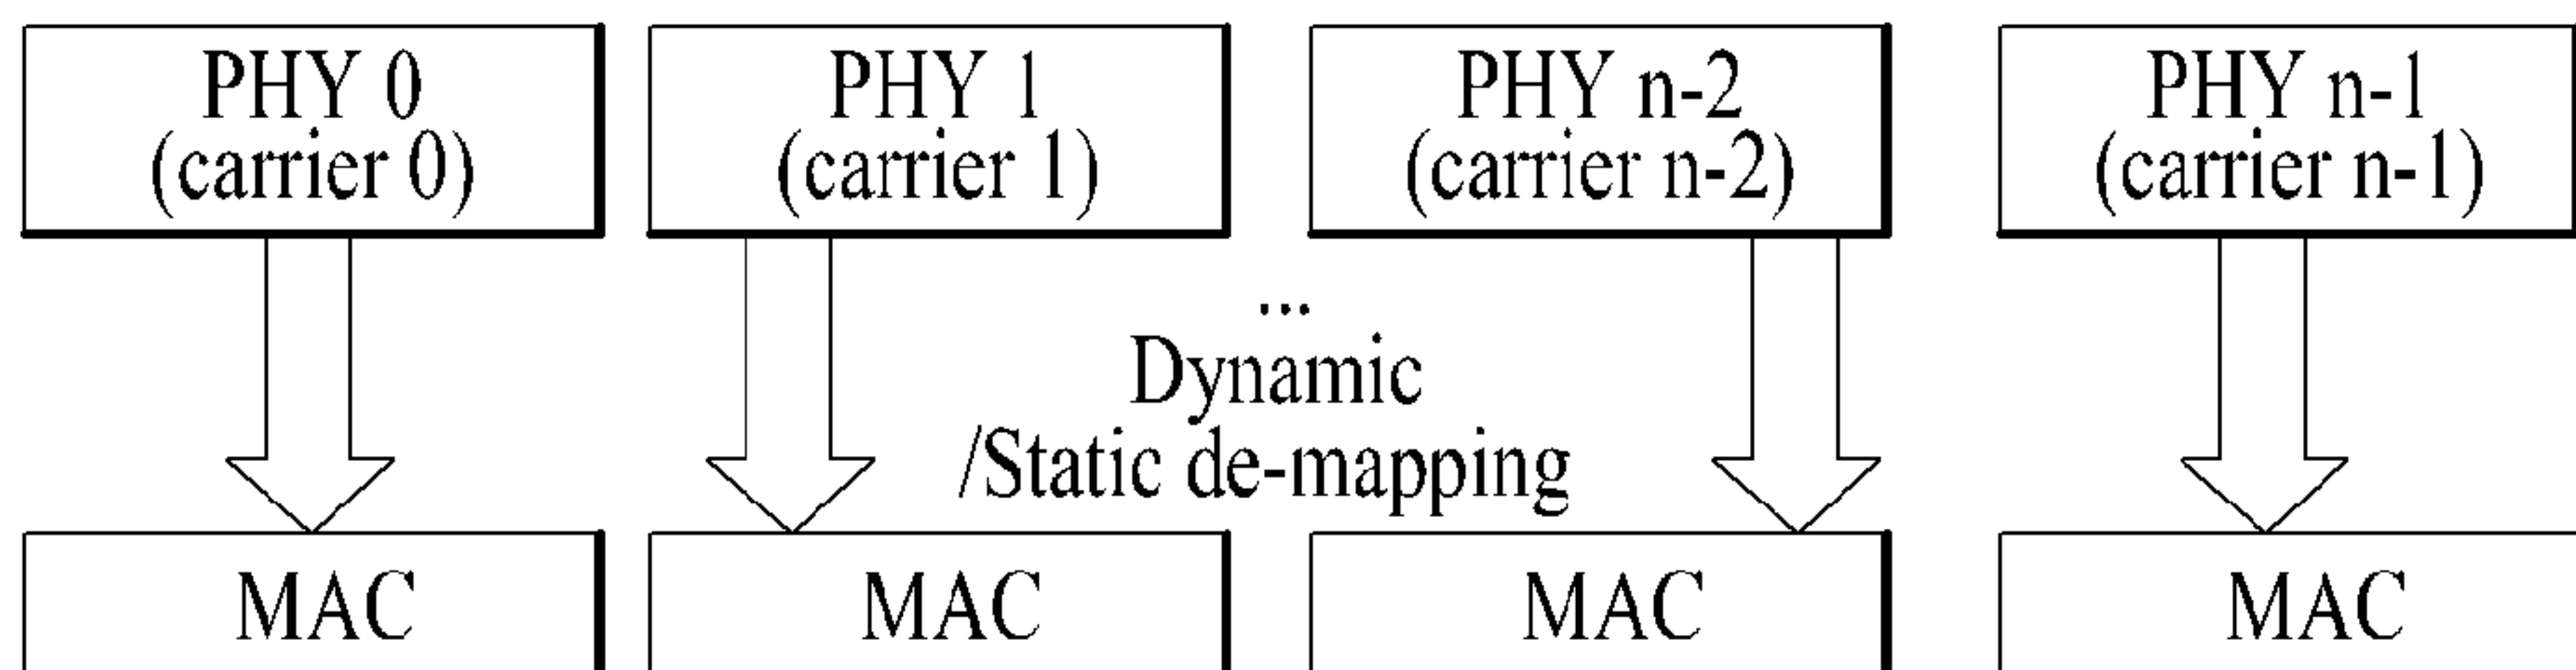 PHY 0
(carrier 0)
PHY 1
(carrier 1)
PHY n-2
(carrier n-2)
PHY n-1
(carrier n-1)
...
Dynamic
/Static de-mapping
MAC
MAC
MAC
MAC